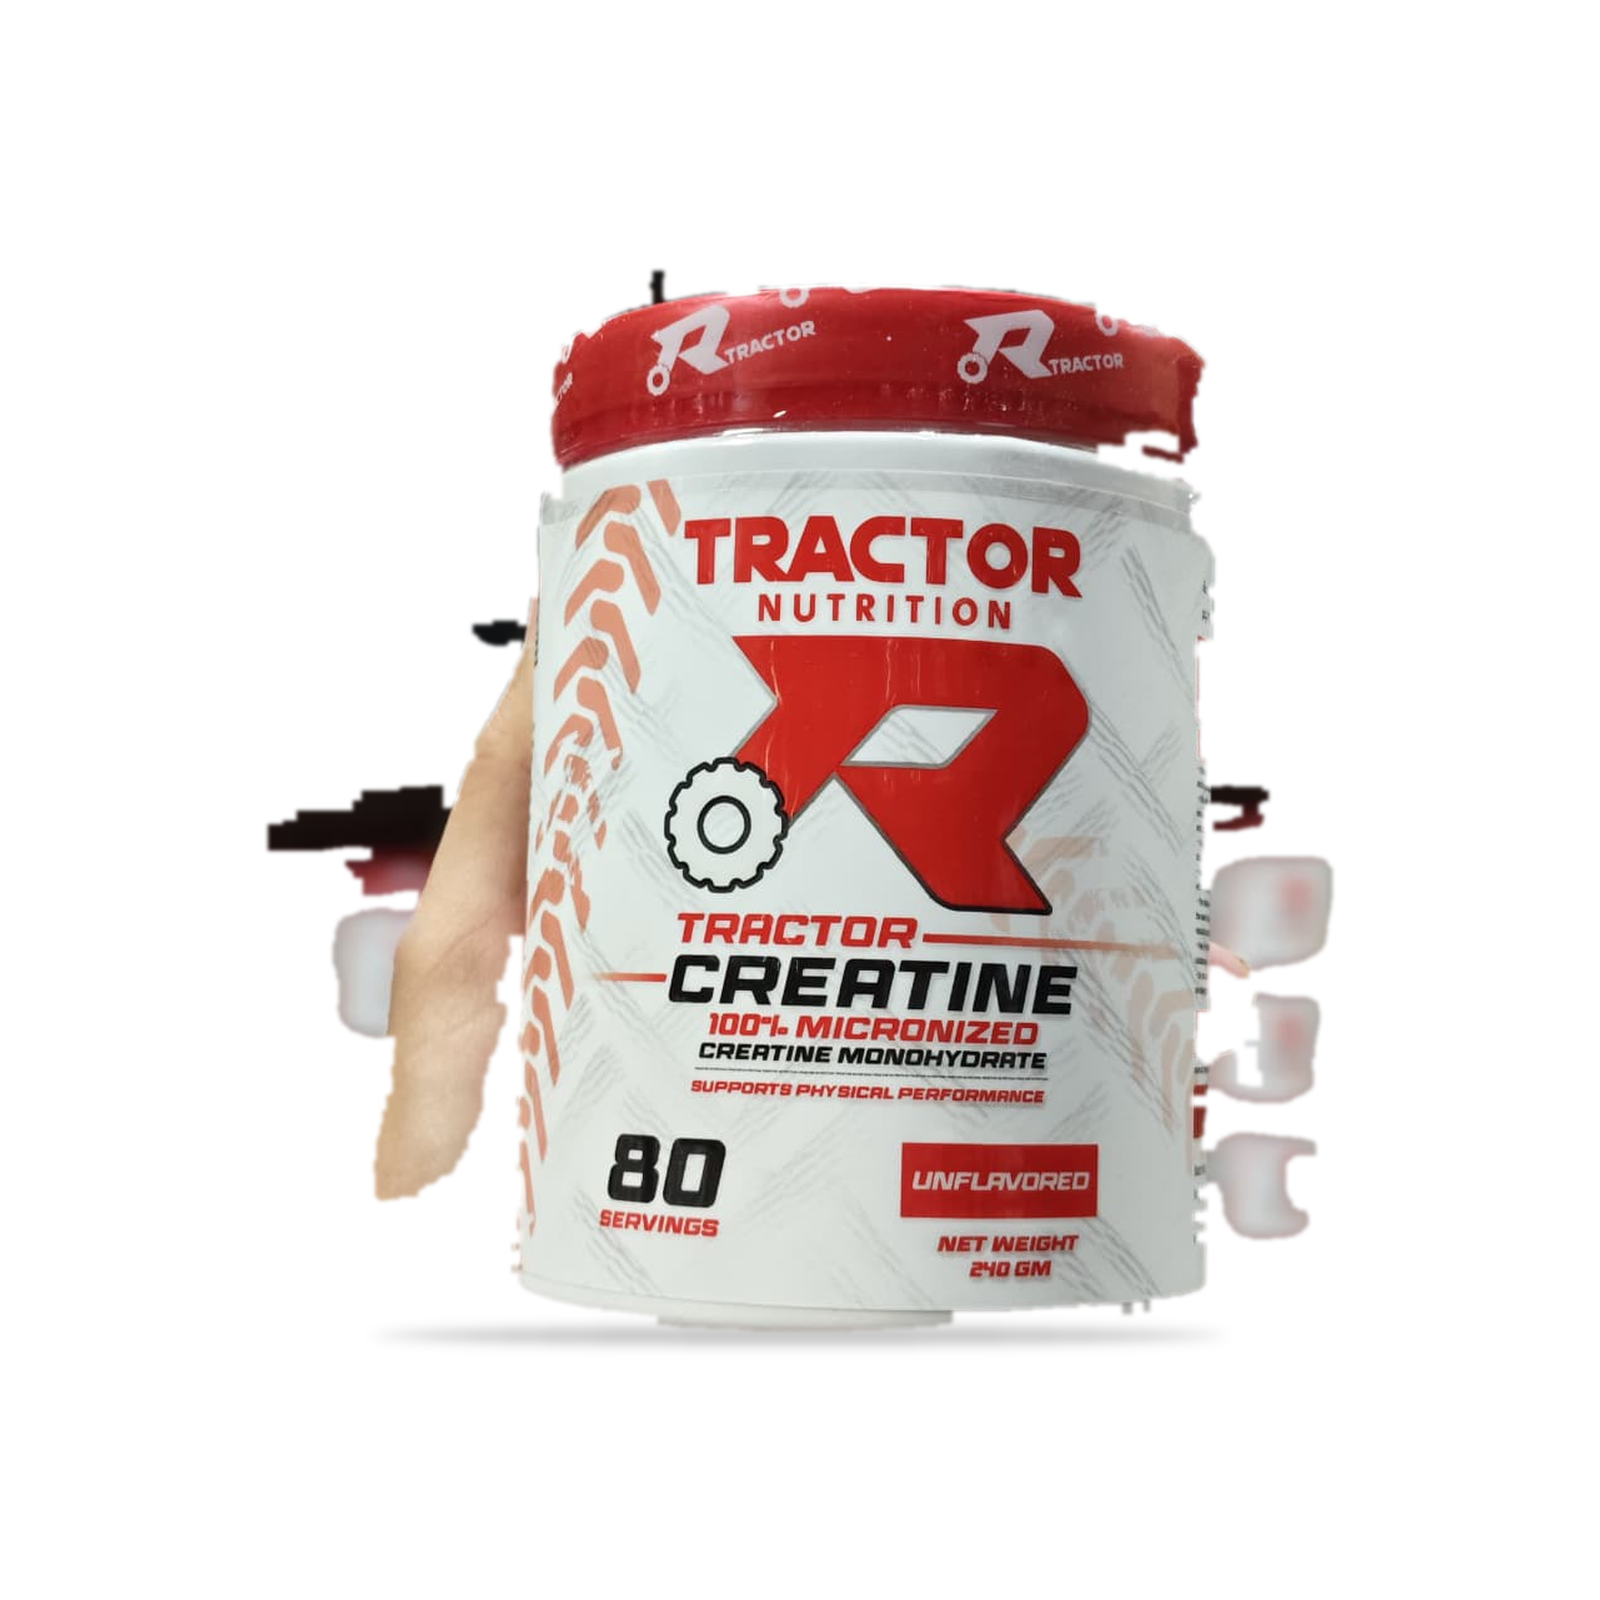 TRACTOR
TRACTOR
TRACTOR
NUTRITION
TRACTOR
CREATINE
100% MICRONIZED
CREATINE MONOHYDRATE
SUPPORTS PHYSICAL PERFORMANCE
80
SERVINGS
UNFLAVORED
NET WEIGHT
240 GM